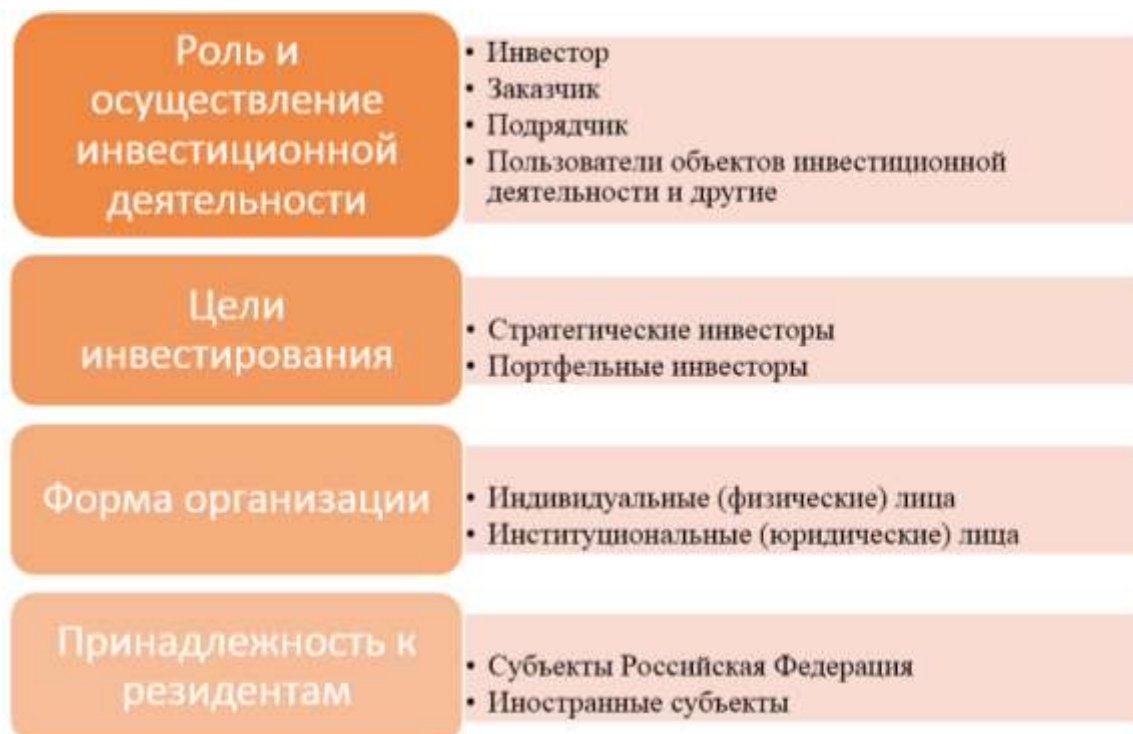 Роль и
осуществление
инвестиционной
деятельности
• Инвестор
• Заказчик
• Подрядчик
• Пользователи объектов инвестиционной
деятельности и другие
Цели
инвестирования
• Стратегические инвесторы
• Портфельные инвесторы
Форма организации
• Индивидуальные (физические) лица
• Институциональные (юридические) лица
Принадлежность к
резидентам
• Субъекты Российская Федерация
• Иностранные субъекты